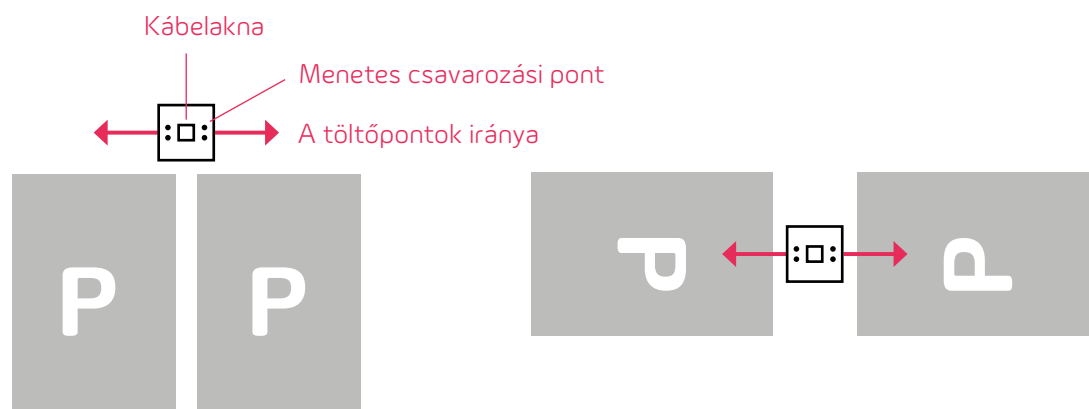 Kábelakna
Menetes csavarozási pont
A töltőpontok iránya
P P
P P